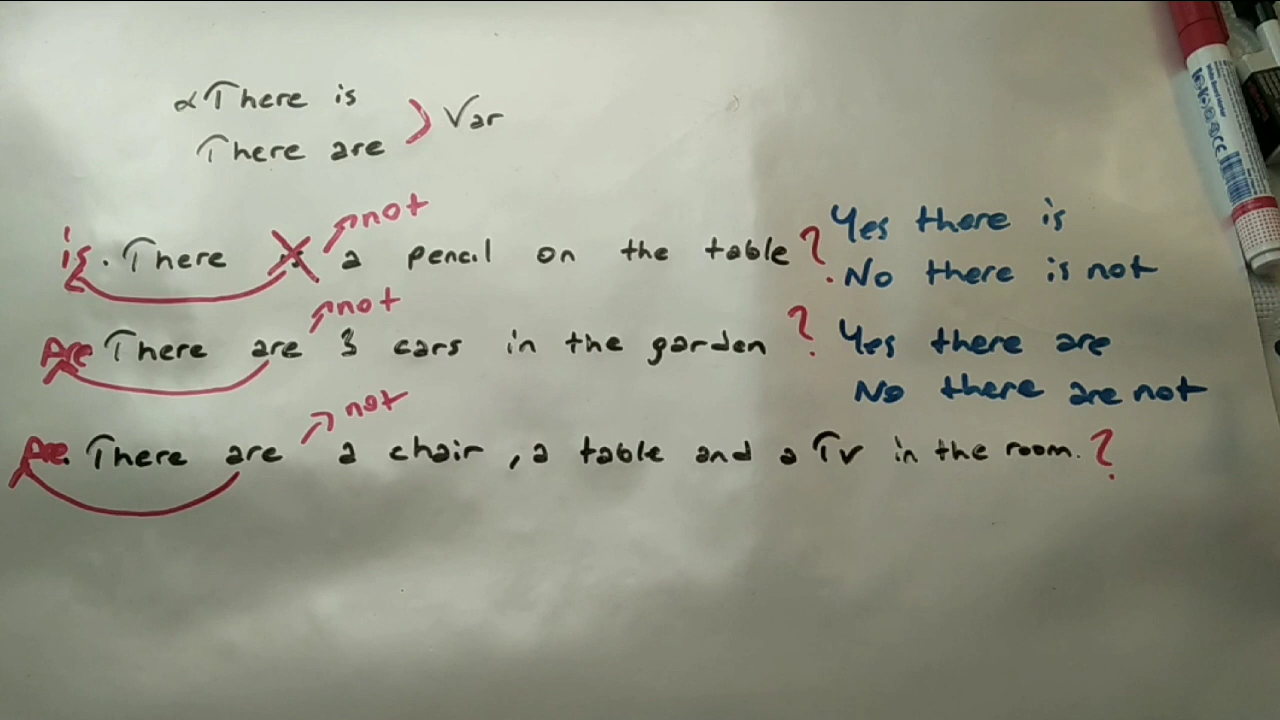 There is
There are ) Var
is. There is not a pencil on the table? Yes there is
No there is not
Are There are not 3 cars in the garden? Yes there are
No there are not
Are There are not a chair, a table and a Tv in the room.?